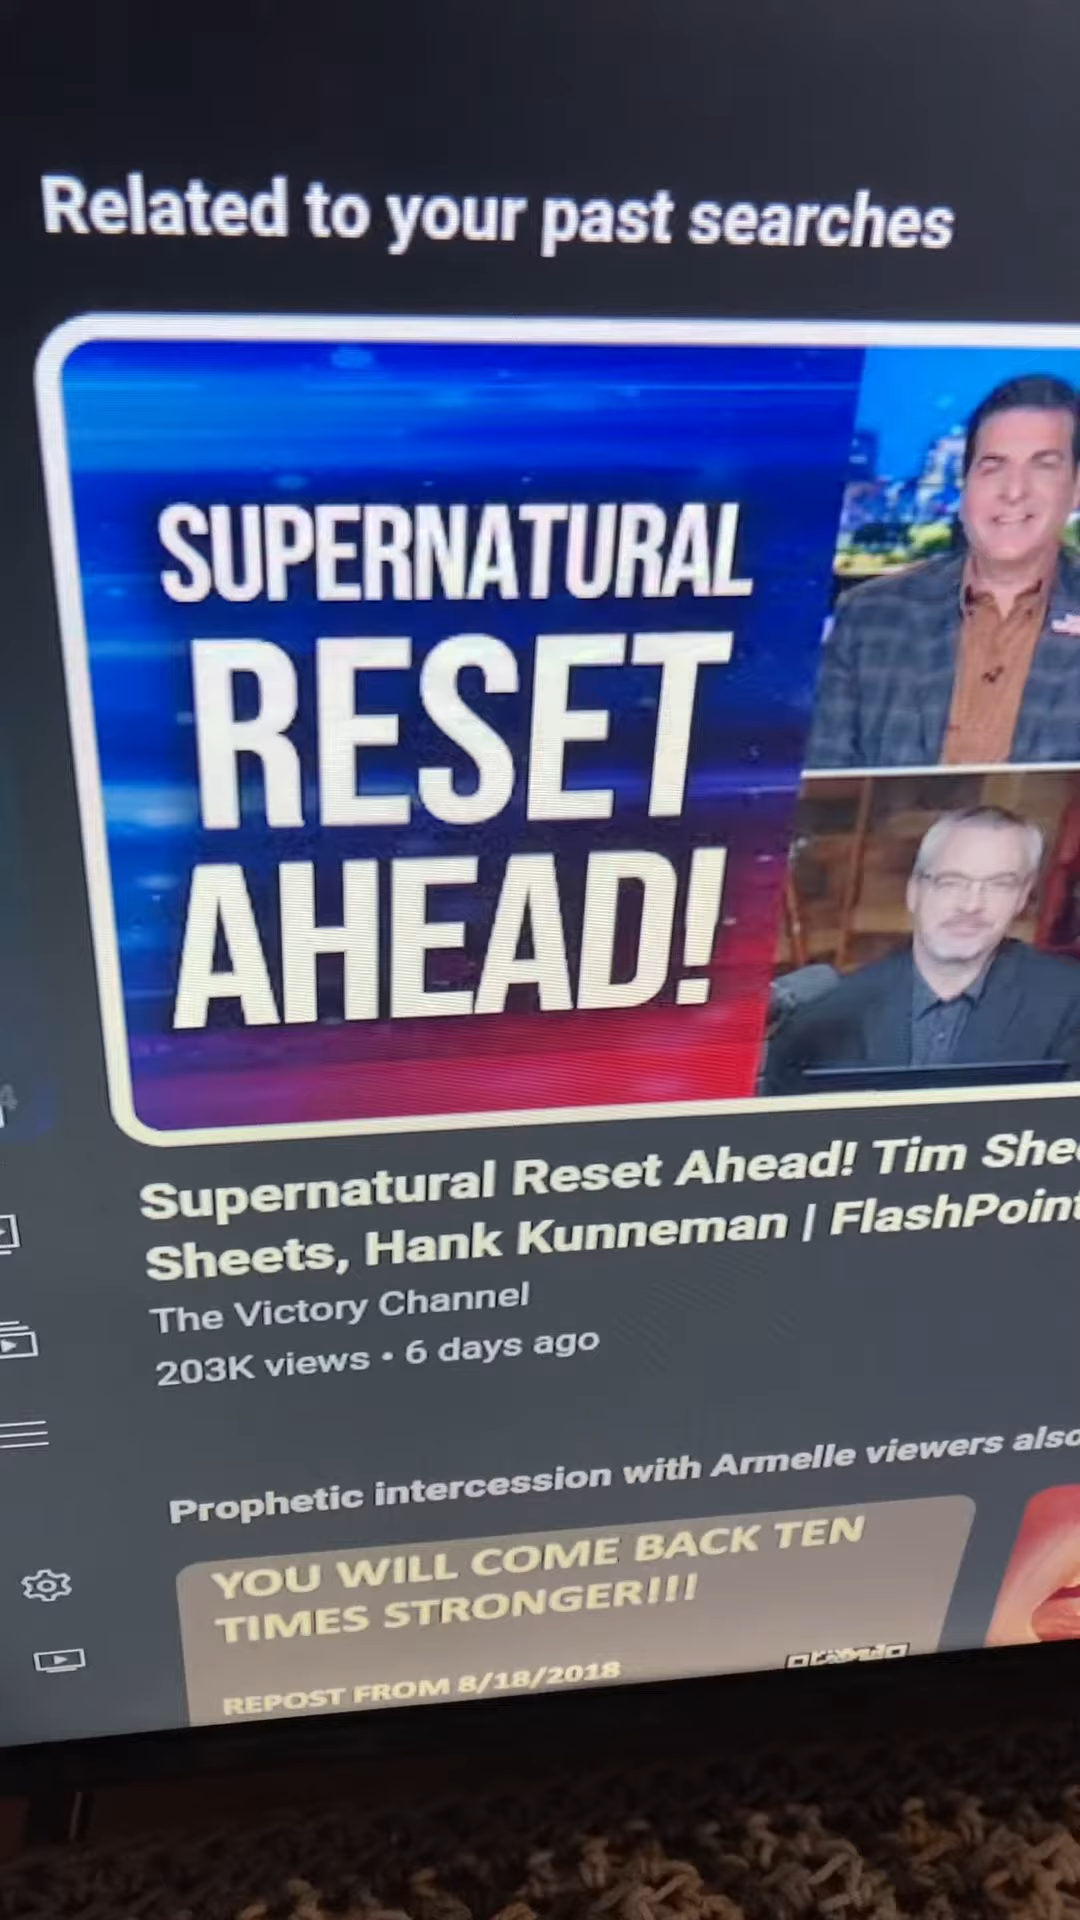 Related to your past searches
SUPERNATURAL
RESET
AHEAD!
Supernatural Reset Ahead! Tim
Sheets, Hank Kunneman | FlashPoint
The Victory Channel
203K views • 6 days ago
Prophetic intercession with Armelle viewers also
YOU WILL COME BACK TEN
TIMES STRONGER!!!
REPOST FROM 8/18/2018